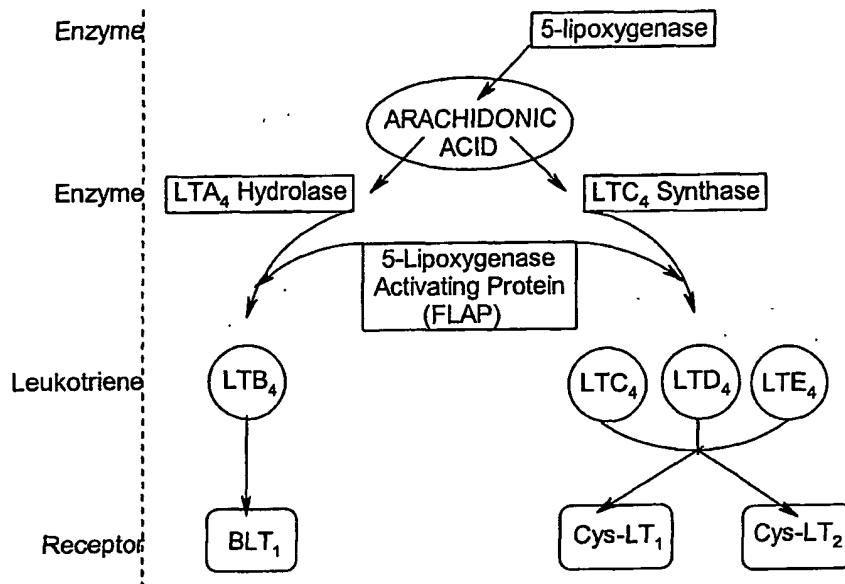 Enzyme
5-lipoxygenase
ARACHIDONIC
ACID
Enzyme
LTA₄ Hydrolase
LTC₄ Synthase
5-Lipoxygenase
Activating Protein
(FLAP)
Leukotriene
LTB₄
LTC₄
LTD₄
LTE₄
Receptor
BLT₁
Cys-LT₁
Cys-LT₂